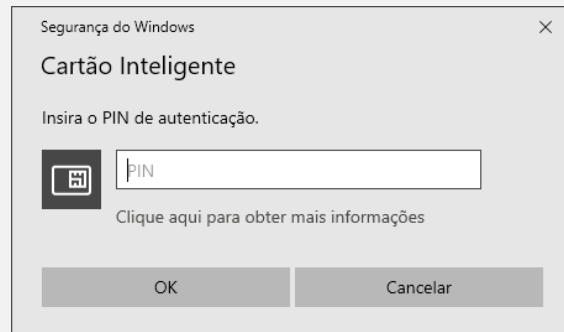 Segurança do Windows
Cartão Inteligente
Insira o PIN de autenticação.
PIN
Clique aqui para obter mais informações
OK
Cancelar